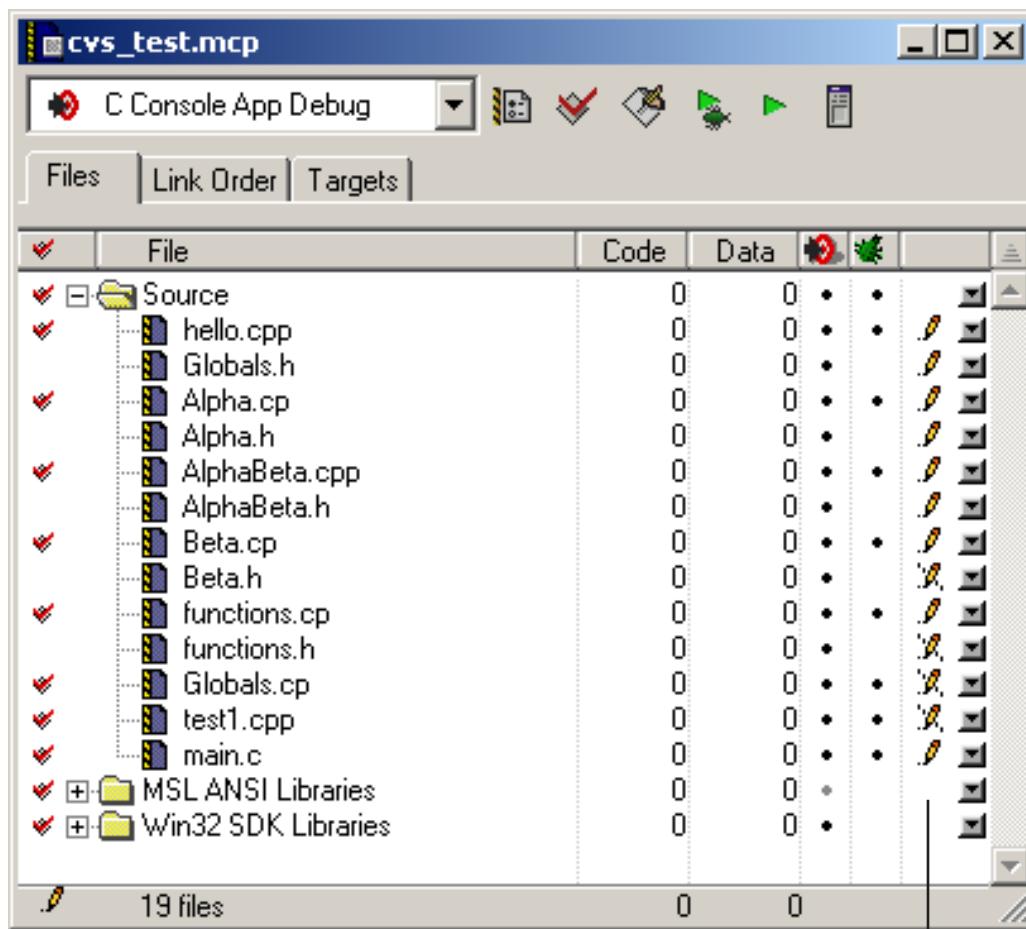 cvs_test.mcp
C Console App Debug
Files Link Order Targets
File Code Data
Source 0 0
hello.cpp 0 0
Globals.h 0 0
Alpha.cp 0 0
Alpha.h 0 0
AlphaBeta.cpp 0 0
AlphaBeta.h 0 0
Beta.cp 0 0
Beta.h 0 0
functions.cp 0 0
functions.h 0 0
Globals.cp 0 0
test1.cpp 0 0
main.c 0 0
MSL ANSI Libraries 0 0
Win32 SDK Libraries 0 0
19 files 0 0